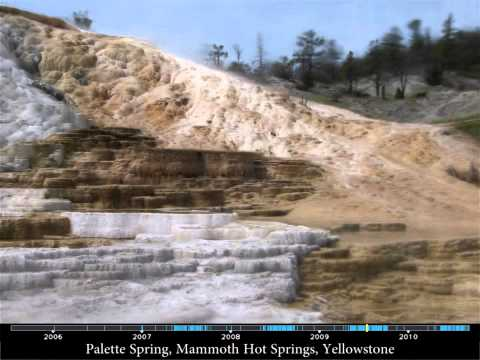 2006 2007 2008 2009 2010
Palette Spring, Mammoth Hot Springs, Yellowstone